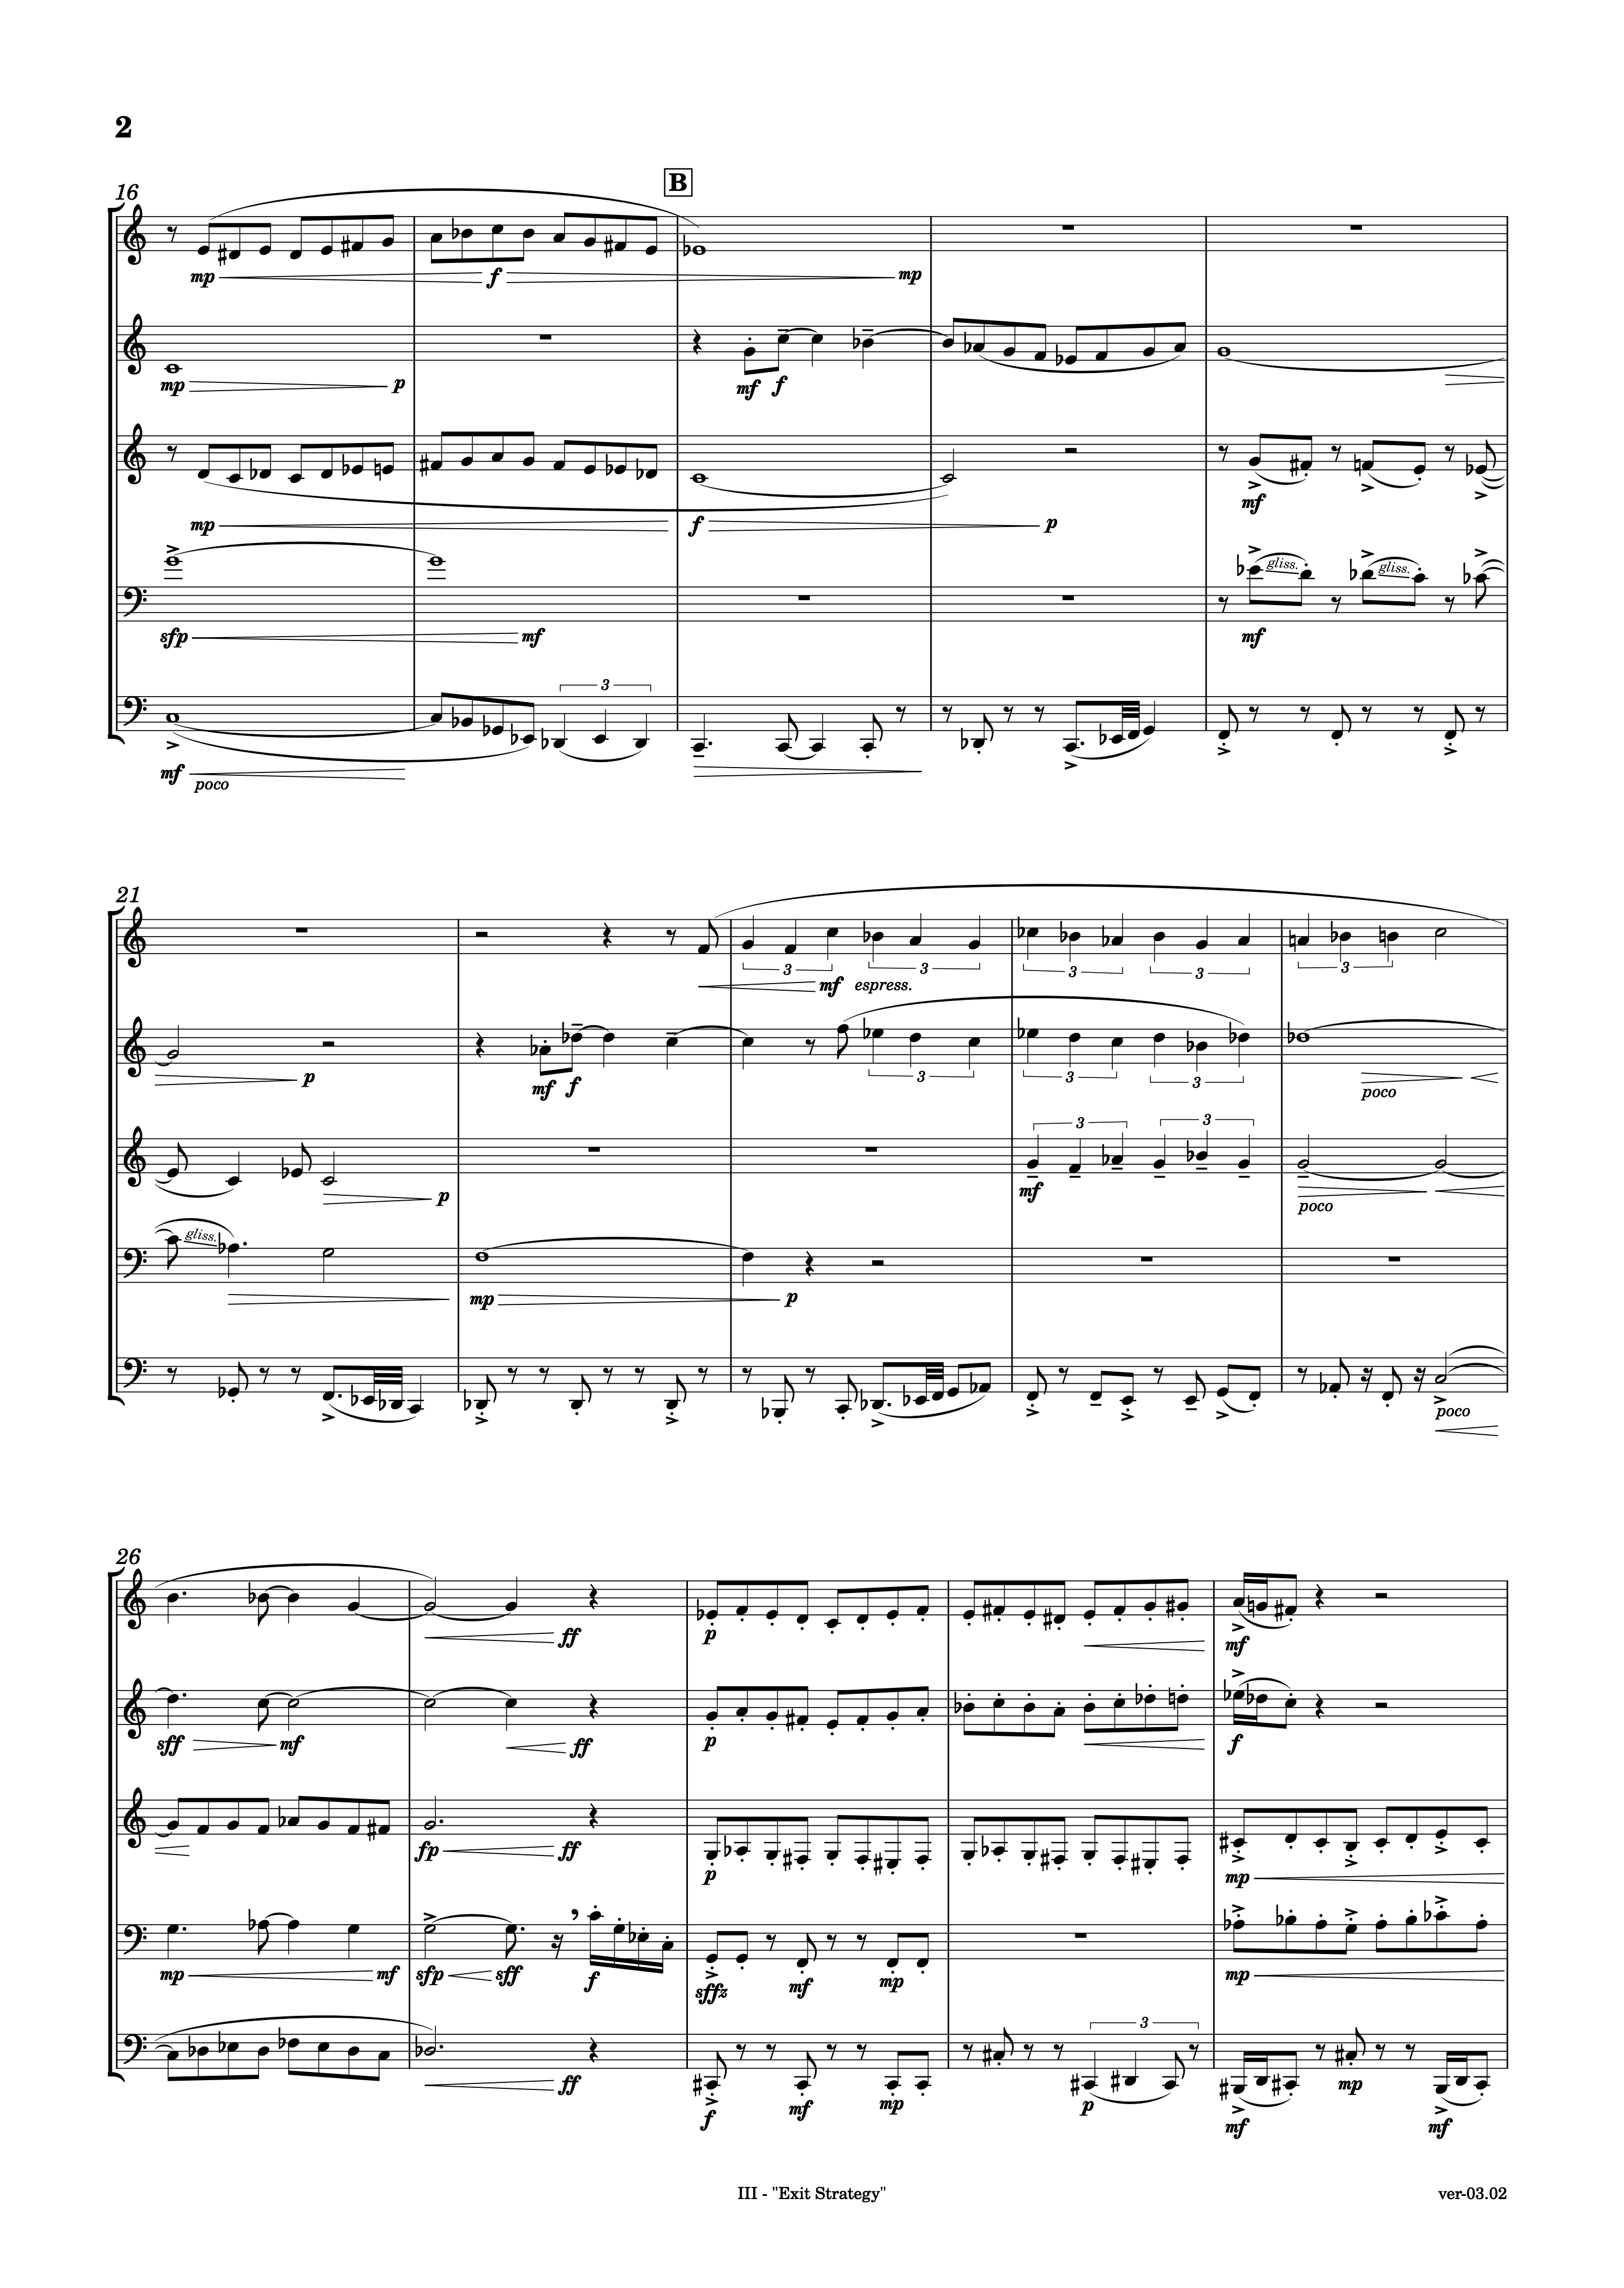 2
16
B
mp f mp
mp p mf f
mp f p mf
gliss. gliss.
sfp mf mf
3
mf poco
21
3 3 3 3 3
mf espress.
mf f 3 3 3
p poco
3 3
p mf poco
gliss.
mp p
poco
26
ff p mf
sff mf ff p f
fp ff p mp
mp mf sfp sff f sffz mf mp mp
3
ff f mf mp p mf mp mf
III - "Exit Strategy" ver-03.02